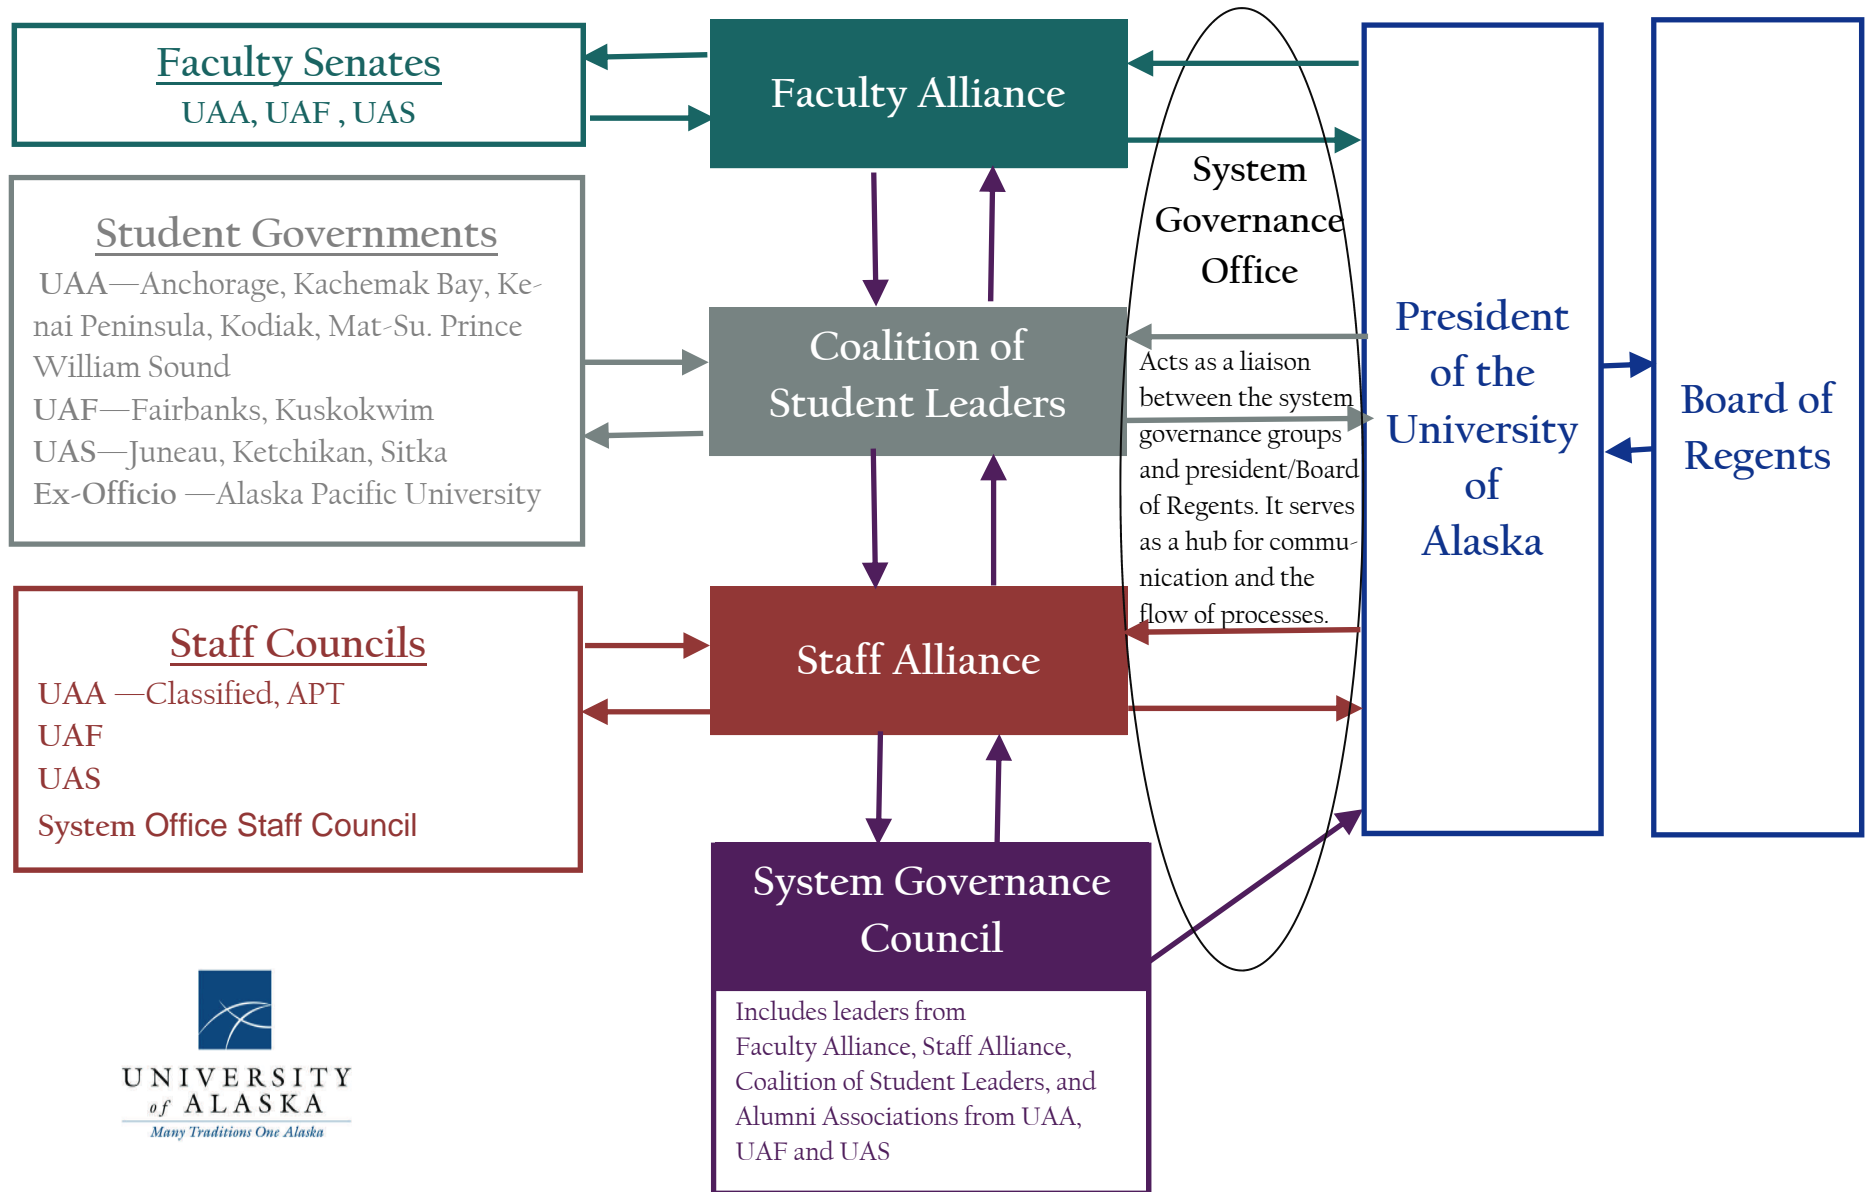 Faculty Senates
UAA, UAF , UAS
Faculty Alliance
Student Governments
UAA—Anchorage, Kachemak Bay, Ke-
nai Peninsula, Kodiak, Mat-Su. Prince
William Sound
UAF—Fairbanks, Kuskokwim
UAS—Juneau, Ketchikan, Sitka
Ex-Officio —Alaska Pacific University
Coalition of
Student Leaders
Staff Councils
UAA —Classified, APT
UAF
UAS
System Office Staff Council
Staff Alliance
System Governance
Council
Includes leaders from
Faculty Alliance, Staff Alliance,
Coalition of Student Leaders, and
Alumni Associations from UAA,
UAF and UAS
System
Governance
Office
Acts as a liaison
between the system
governance groups
and president/Board
of Regents. It serves
as a hub for commu-
nication and the
flow of processes.
President
of the
University
of
Alaska
Board of
Regents
UNIVERSITY
of ALASKA
Many Traditions One Alaska